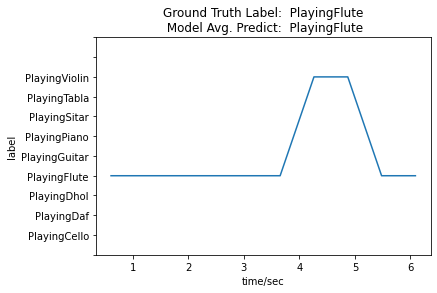 Ground Truth Label:  PlayingFlute
Model Avg. Predict:  PlayingFlute
PlayingViolin
PlayingTabla
PlayingSitar
PlayingPiano
PlayingGuitar
PlayingFlute
PlayingDhol
PlayingDaf
PlayingCello
label
1 2 3 4 5 6
time/sec